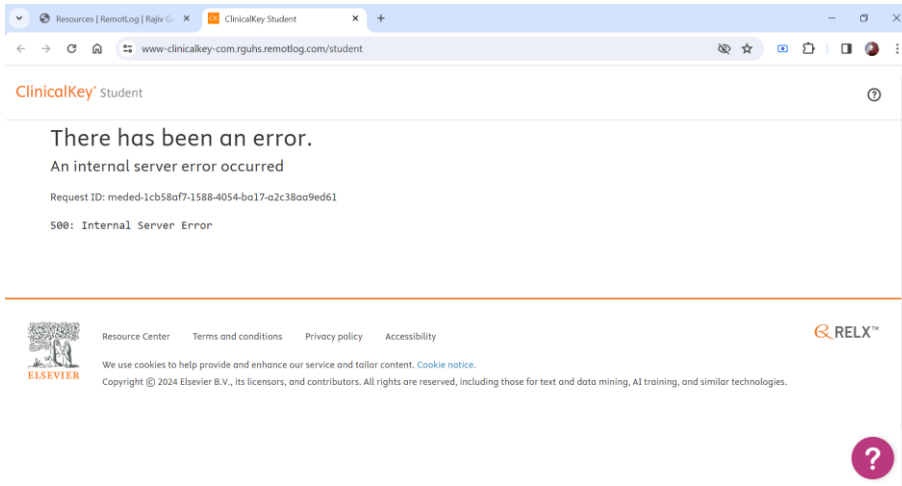 Resources | RemotLog | Rajiv G
ClinicalKey Student
www-clinicalkey-com.rguhs.remotlog.com/student
ClinicalKey® Student
There has been an error.
An internal server error occurred
Request ID: meded-1cb58af7-1588-4054-ba17-a2c38aa9ed61
500: Internal Server Error
ELSEVIER
Resource Center Terms and conditions Privacy policy Accessibility
We use cookies to help provide and enhance our service and tailor content. Cookie notice.
Copyright © 2024 Elsevier B.V., its licensors, and contributors. All rights are reserved, including those for text and data mining, AI training, and similar technologies.
RELX™
?